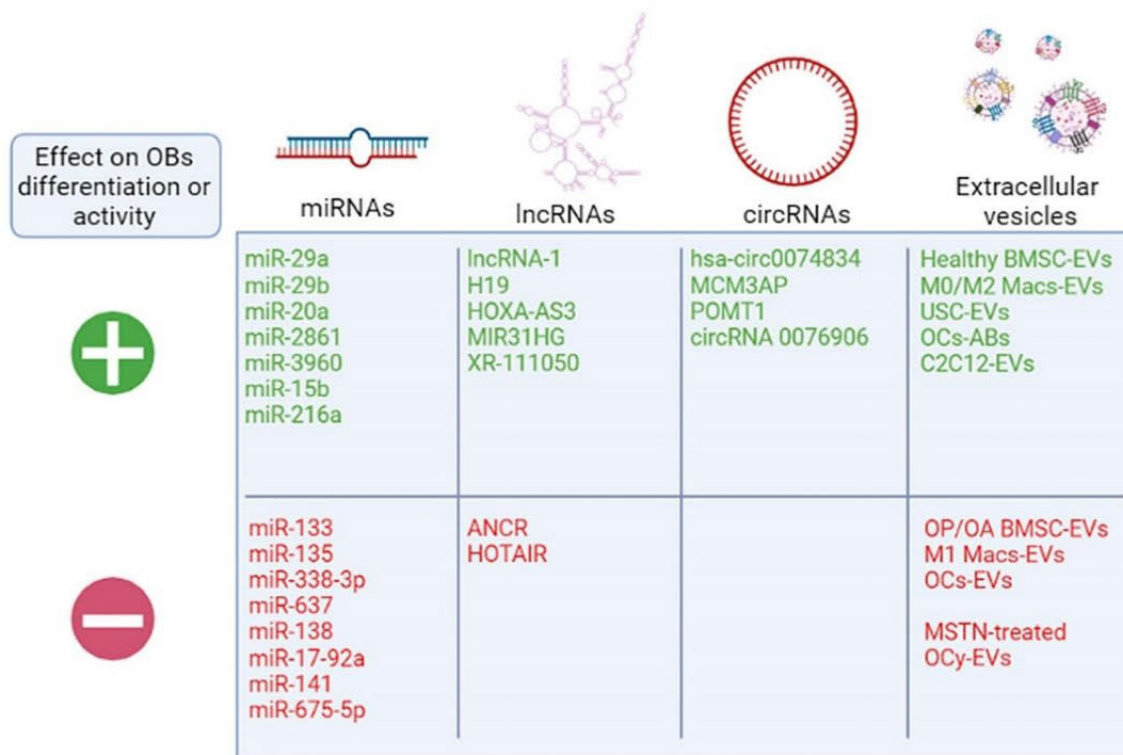 Effect on OBs
differentiation or
activity
miRNAs
lncRNAs
circRNAs
Extracellular
vesicles
miR-29a
miR-29b
miR-20a
miR-2861
miR-3960
miR-15b
miR-216a
lncRNA-1
H19
HOXA-AS3
MIR31HG
XR-111050
hsa-circ0074834
MCM3AP
POMT1
circRNA 0076906
Healthy BMSC-EVs
M0/M2 Macs-EVs
USC-EVs
OCs-ABs
C2C12-EVs
miR-133
miR-135
miR-338-3p
miR-637
miR-138
miR-17-92a
miR-141
miR-675-5p
ANCR
HOTAIR
OP/OA BMSC-EVs
M1 Macs-EVs
OCs-EVs
MSTN-treated
OCy-EVs